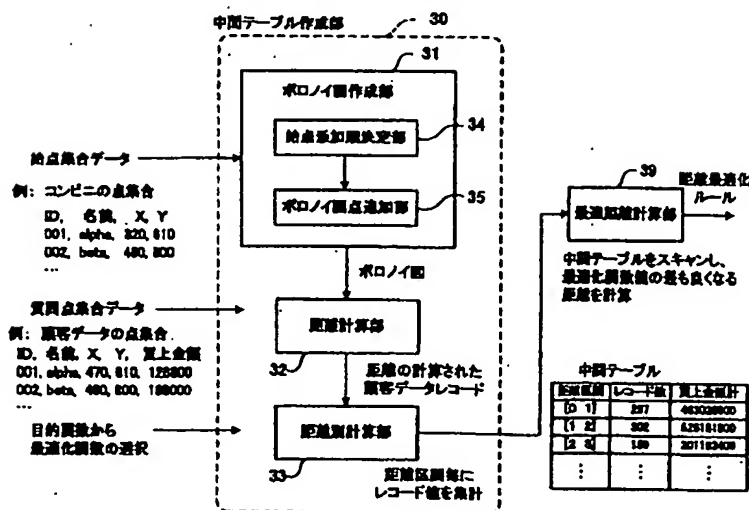 中間テーブル作成部
30
31
ボロノイ図作成部
始点添加順決定部
34
ボロノイ図点追加部
35
始点集合データ
例: コンビニの点集合
ID, 名前, X, Y
001, alpha, 320, 610
002, beta, 480, 800
...
ボロノイ図
質問点集合データ
例: 顧客データの点集合
ID, 名前, X, Y, 買上金額
001, alpha, 470, 610, 128800
002, beta, 480, 800, 198000
...
距離計算部
32
距離の計算された
顧客データレコード
目的関数から
最適化関数の選択
距離別計算部
33
距離区間毎に
レコード値を集計
39
最適距離計算部
距離最適化
ルール
中間テーブルをスキャンし、
最適化関数値の最も良くなる
距離を計算
中間テーブル
距離区間 レコード数 買上金額計
[0 1]
[1 2] 302
[2 3]
⋮ ⋮ ⋮